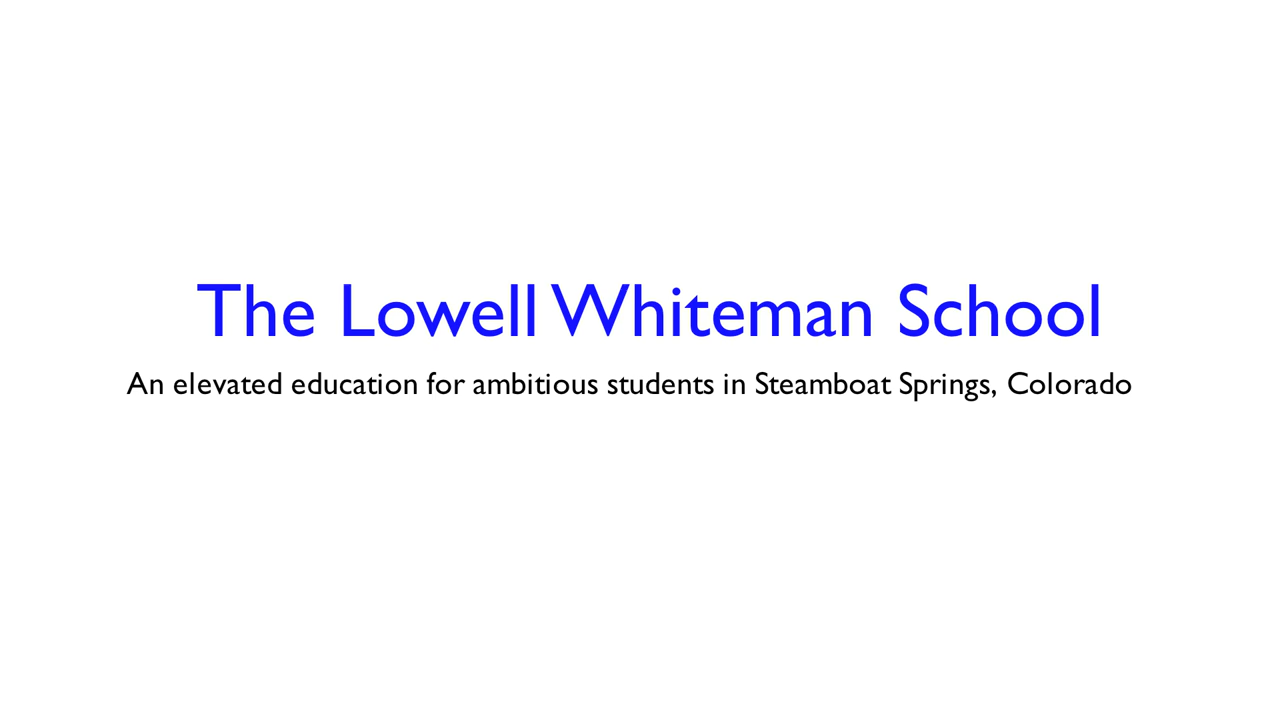 The Lowell Whiteman School
An elevated education for ambitious students in Steamboat Springs, Colorado